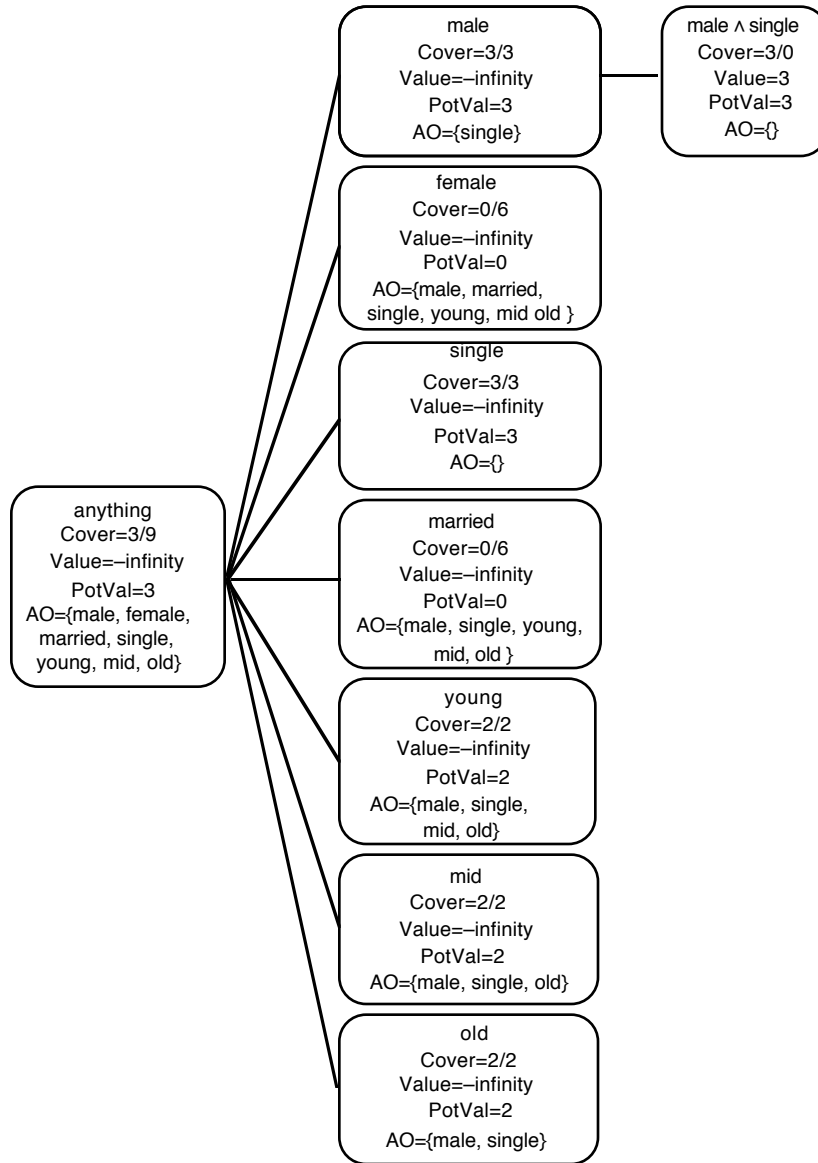 male
Cover=3/3
Value=–infinity
PotVal=3
AO={single}
male ∧ single
Cover=3/0
Value=3
PotVal=3
AO={}
female
Cover=0/6
Value=–infinity
PotVal=0
AO={male, married,
single, young, mid old }
single
Cover=3/3
Value=–infinity
PotVal=3
AO={}
anything
Cover=3/9
Value=–infinity
PotVal=3
AO={male, female,
married, single,
young, mid, old}
married
Cover=0/6
Value=–infinity
PotVal=0
AO={male, single, young,
mid, old }
young
Cover=2/2
Value=–infinity
PotVal=2
AO={male, single,
mid, old}
mid
Cover=2/2
Value=–infinity
PotVal=2
AO={male, single, old}
old
Cover=2/2
Value=–infinity
PotVal=2
AO={male, single}